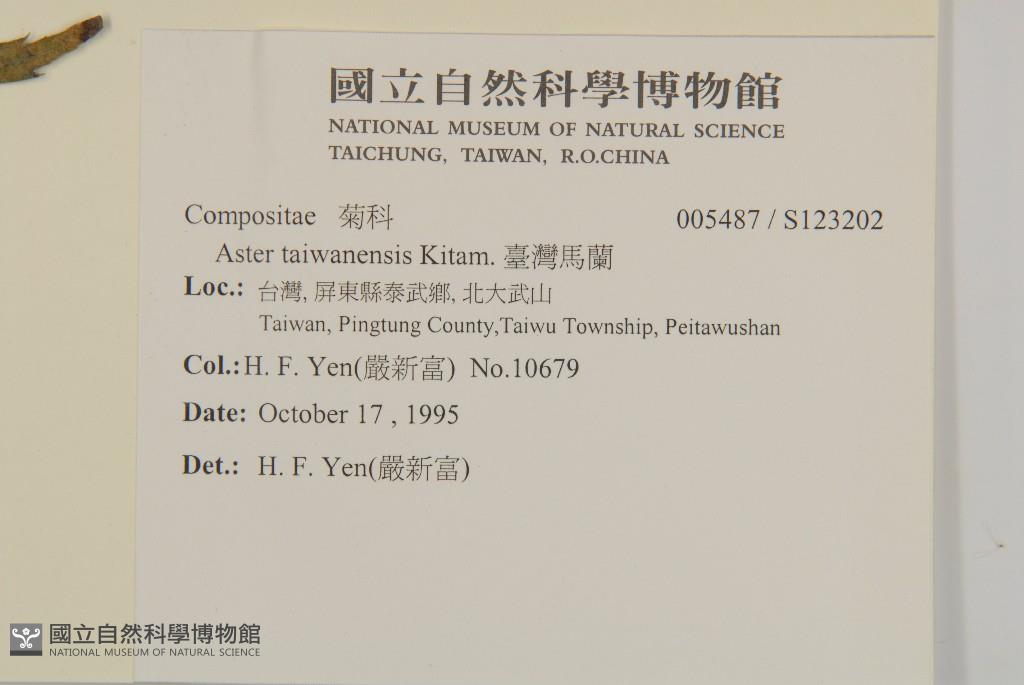 國立自然科學博物館
NATIONAL MUSEUM OF NATURAL SCIENCE
TAICHUNG, TAIWAN, R.O.CHINA
Compositae 菊科 005487 / S123202
Aster taiwanensis Kitam. 臺灣馬蘭
Loc.: 台灣, 屏東縣泰武鄉, 北大武山
Taiwan, Pingtung County,Taiwu Township, Peitawushan
Col.:H. F. Yen(嚴新富) No.10679
Date: October 17 , 1995
Det.: H. F. Yen(嚴新富)
國立自然科學博物館
NATIONAL MUSEUM OF NATURAL SCIENCE